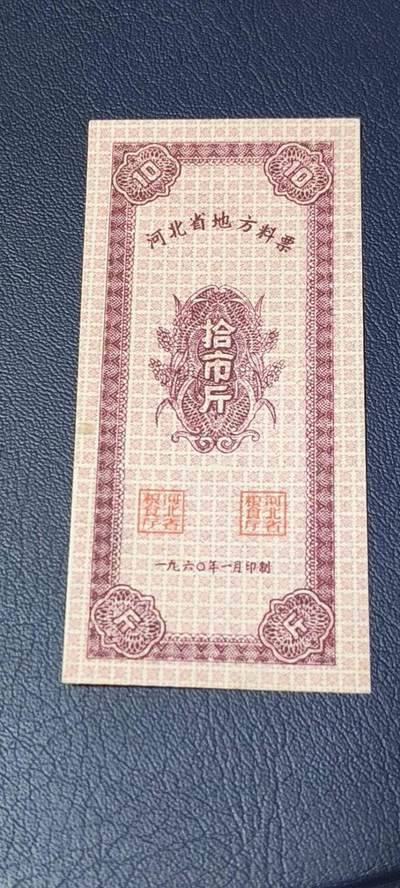 10 10
河北省地方料票
拾市斤
河北省粮食厅 河北省粮食厅
一九六〇年一月印制
斤 斤